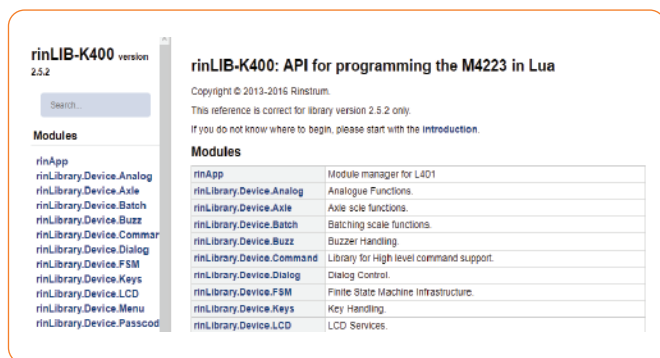 rinLIB-K400 version
2.5.2
Search...
Modules
rinApp
rinLibrary.Device.Analog
rinLibrary.Device.Axle
rinLibrary.Device.Batch
rinLibrary.Device.Buzz
rinLibrary.Device.Commar
rinLibrary.Device.Dialog
rinLibrary.Device.FSM
rinLibrary.Device.Keys
rinLibrary.Device.LCD
rinLibrary.Device.Menu
rinLibrary.Device.Passcod
rinLIB-K400: API for programming the M4223 in Lua
Copyright © 2013-2016 Rinstrum.
This reference is correct for library version 2.5.2 only.
If you do not know where to begin, please start with the introduction.
Modules
rinApp Module manager for L401
rinLibrary.Device.Analog Analogue Functions.
rinLibrary.Device.Axle Axle scle functions.
rinLibrary.Device.Batch Batching scale functions.
rinLibrary.Device.Buzz Buzzer Handling.
rinLibrary.Device.Command Library for High level command support.
rinLibrary.Device.Dialog Dialog Control.
rinLibrary.Device.FSM Finite State Machine Infrastructure.
rinLibrary.Device.Keys Key Handling.
rinLibrary.Device.LCD LCD Services.